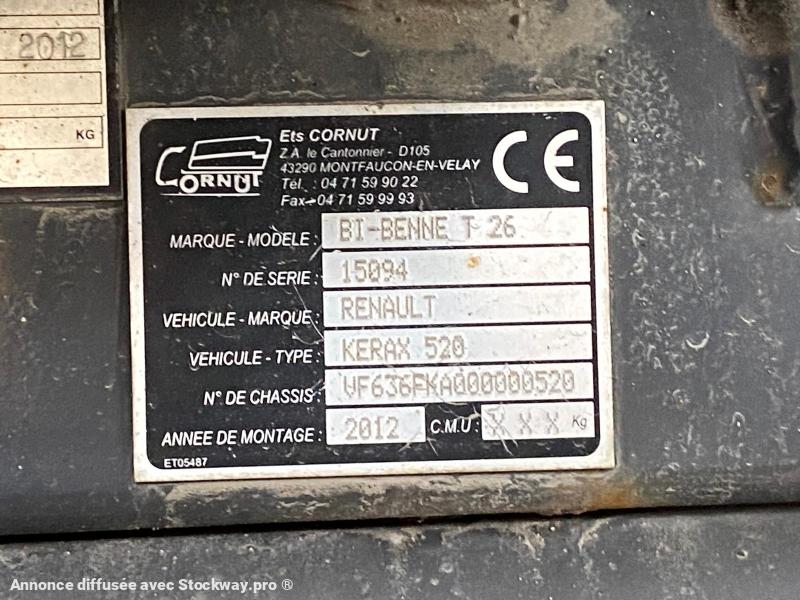 2012
KG
CORNUT
Ets CORNUT
Z.A. le Cantonnier - D105
43290 MONTFAUCON-EN-VELAY
Tél. : 04 71 59 90 22
Fax : 04 71 59 99 93
CE
MARQUE - MODELE : BI-BENNE T 26
N° DE SERIE : 15094
VEHICULE - MARQUE : RENAULT
VEHICULE - TYPE : KERAX 520
N° DE CHASSIS : VF636FKA000000520
ANNEE DE MONTAGE : 2012 C.M.U : X X X Kg
ET05487
Annonce diffusée avec Stockway.pro ®